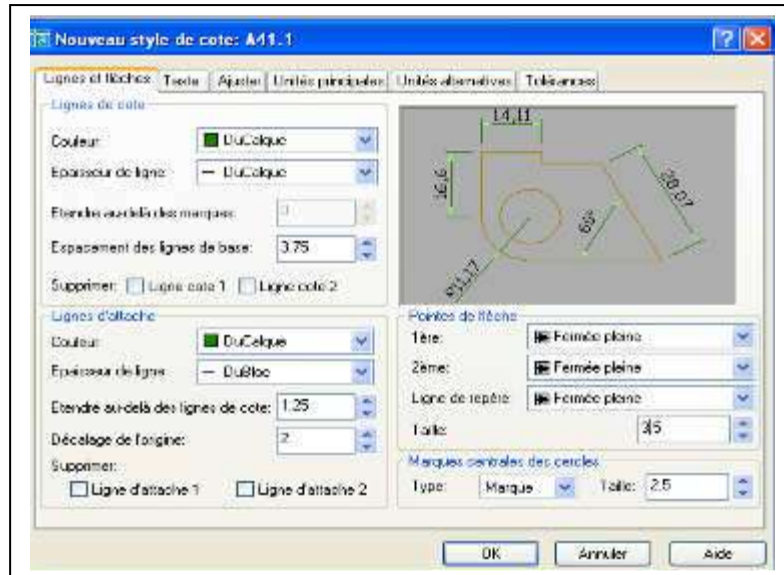 Nouveau style de cote: A41.1
Lignes et flèches Texte Ajuster Unités principales Unités alternatives Tolérances
Lignes de cote
Couleur: DuCalque
Epaisseur de ligne: DuCalque
Etendre au-delà des marques: 0
Espacement des lignes de base: 3.75
Supprimer: Ligne cote 1 Ligne cote 2
14,11
16,6
28,07
60°
R11,17
Lignes d'attache
Couleur: DuCalque
Epaisseur de ligne: DuBloc
Etendre au-delà des lignes de cote: 1.25
Décalage de l'origine: 2
Supprimer:
Ligne d'attache 1 Ligne d'attache 2
Pointes de flèche
1ère: Fermée pleine
2ème: Fermée pleine
Ligne de repère: Fermée pleine
Taille: 3.5
Marques centrales des cercles
Type: Marque Taille: 2.5
OK Annuler Aide